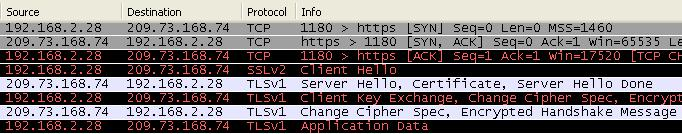 Source Destination Protocol Info
192.168.2.28 209.73.168.74 TCP 1180 > https [SYN] Seq=0 Len=0 MSS=1460
209.73.168.74 192.168.2.28 TCP https > 1180 [SYN, ACK] Seq=0 Ack=1 Win=65535 Le
192.168.2.28 209.73.168.74 TCP 1180 > https [ACK] Seq=1 Ack=1 Win=17520 [TCP CH
192.168.2.28 209.73.168.74 SSLv2 Client Hello
209.73.168.74 192.168.2.28 TLSv1 Server Hello, Certificate, Server Hello Done
192.168.2.28 209.73.168.74 TLSv1 Client Key Exchange, Change Cipher Spec, Encrypt
209.73.168.74 192.168.2.28 TLSv1 Change Cipher Spec, Encrypted Handshake Message
192.168.2.28 209.73.168.74 TLSv1 Application Data